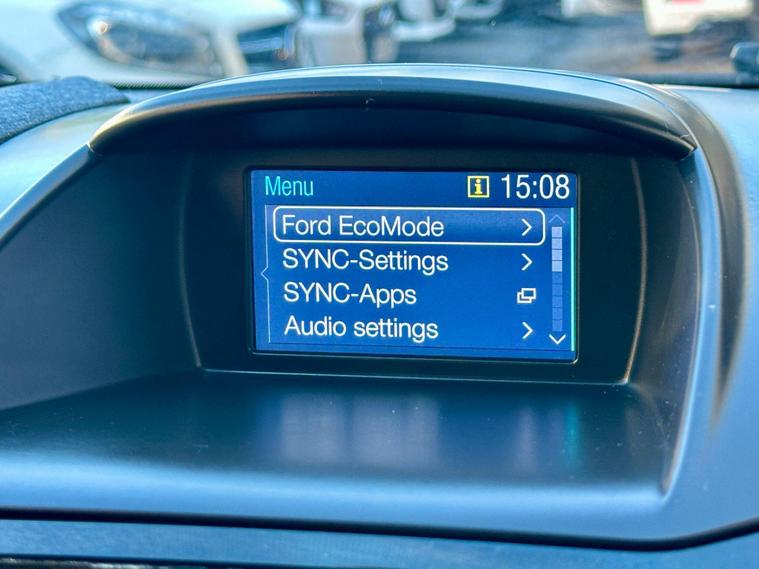 Menu i 15:08
Ford EcoMode
SYNC-Settings
SYNC-Apps
Audio settings